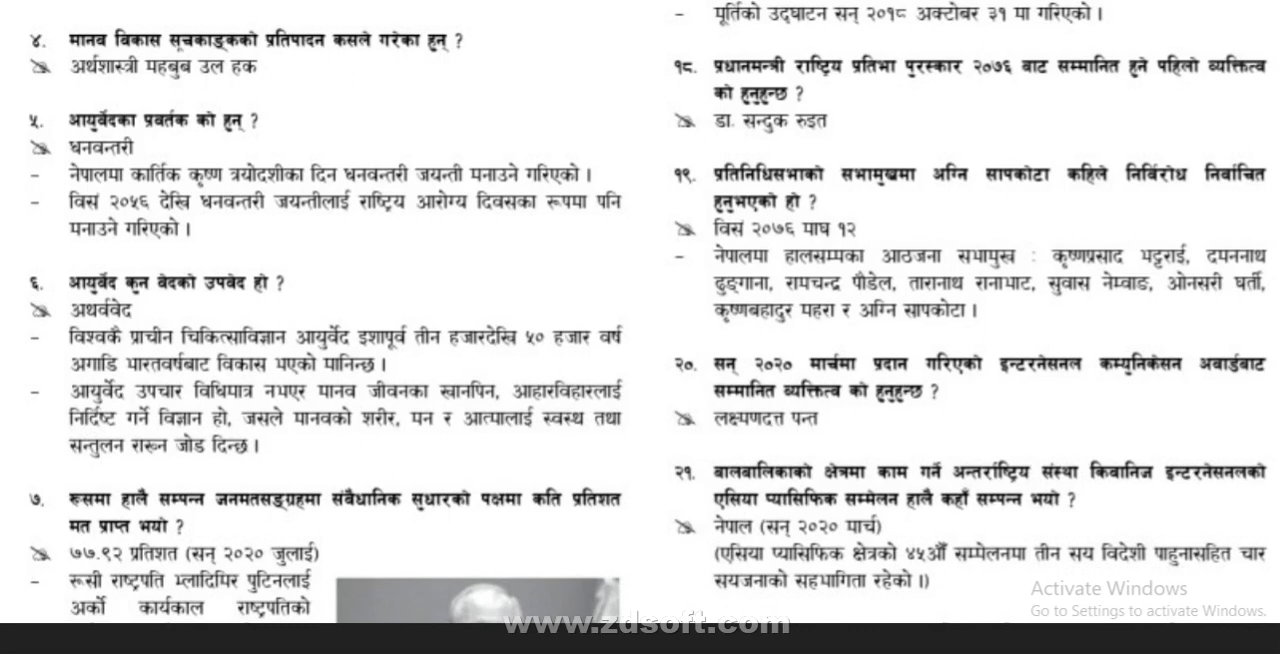 ४. मानव विकास सूचकाङ्कको प्रतिपादन कसले गरेका हुन् ?
अर्थशास्त्री महबुब उल हक
५. आयुर्वेदका प्रवर्तक को हुन् ?
धनवन्तरी
- नेपालमा कार्तिक कृष्ण त्रयोदशीका दिन धनवन्तरी जयन्ती मनाउने गरिएको ।
- विसं २०५६ देखि धनवन्तरी जयन्तीलाई राष्ट्रिय आरोग्य दिवसका रूपमा पनि
मनाउने गरिएको ।
६. आयुर्वेद कुन वेदको उपवेद हो ?
अथर्ववेद
- विश्वकै प्राचीन चिकित्साविज्ञान आयुर्वेद इशापूर्व तीन हजारदेखि ५० हजार वर्ष
अगाडि भारतवर्षबाट विकास भएको मानिन्छ ।
- आयुर्वेद उपचार विधिमात्र नभएर मानव जीवनका खानपिन, आहारविहारलाई
निर्दिष्ट गर्ने विज्ञान हो, जसले मानवको शरीर, मन र आत्मालाई स्वस्थ तथा
सन्तुलन राख्न जोड दिन्छ ।
७. रूसमा हालै सम्पन्न जनमतसङ्ग्रहमा संवैधानिक सुधारको पक्षमा कति प्रतिशत
मत प्राप्त भयो ?
७७.९२ प्रतिशत (सन् २०२० जुलाई)
- रूसी राष्ट्रपति भ्लादिमिर पुटिनलाई
अर्को कार्यकाल राष्ट्रपतिको
- मूर्तिको उद्घाटन सन् २०१८ अक्टोबर ३१ मा गरिएको ।
१८. प्रधानमन्त्री राष्ट्रिय प्रतिभा पुरस्कार २०७६ बाट सम्मानित हुने पहिलो व्यक्तित्व
को हुनुहुन्छ ?
डा. सन्दुक रुइत
१९. प्रतिनिधिसभाको सभामुखमा अग्नि सापकोटा कहिले निर्विरोध निर्वाचित
हुनुभएको हो ?
विसं २०७६ माघ १२
- नेपालमा हालसम्मका आठजना सभामुख : कृष्णप्रसाद भट्टराई, दमननाथ
ढुङ्गाना, रामचन्द्र पौडेल, तारानाथ रानाभाट, सुवास नेम्वाङ, ओनसरी घर्ती,
कृष्णबहादुर महरा र अग्नि सापकोटा ।
२०. सन् २०२० मार्चमा प्रदान गरिएको इन्टरनेसनल कम्युनिकेसन अवार्डबाट
सम्मानित व्यक्तित्व को हुनुहुन्छ ?
लक्ष्मणदत्त पन्त
२१. बालबालिकाको क्षेत्रमा काम गर्ने अन्तर्राष्ट्रिय संस्था किवानिज इन्टरनेसनलको
एसिया प्यासिफिक सम्मेलन हालै कहाँ सम्पन्न भयो ?
नेपाल (सन् २०२० मार्च)
(एसिया प्यासिफिक क्षेत्रको ४५औँ सम्मेलनमा तीन सय विदेशी पाहुनासहित चार
सयजनाको सहभागिता रहेको ।)
Activate Windows
Go to Settings to activate Windows.
www.zdsoft.com